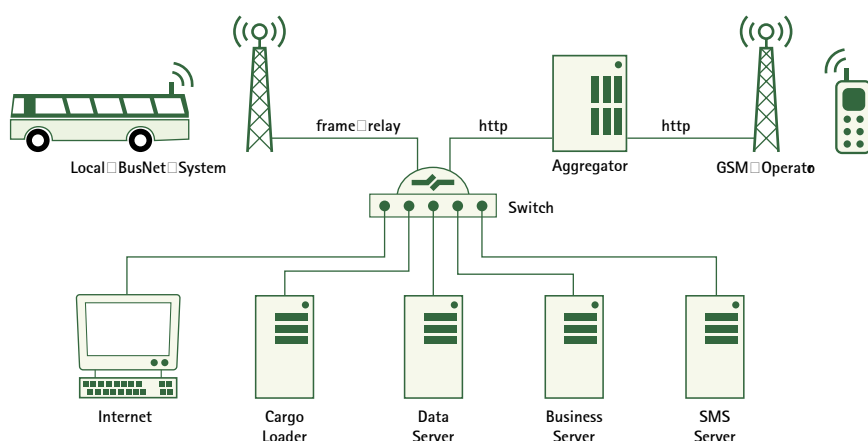 frame□relay
http
http
Local□BusNet□System
Aggregator
GSM□Operator
Switch
Internet
Cargo
Loader
Data
Server
Business
Server
SMS
Server